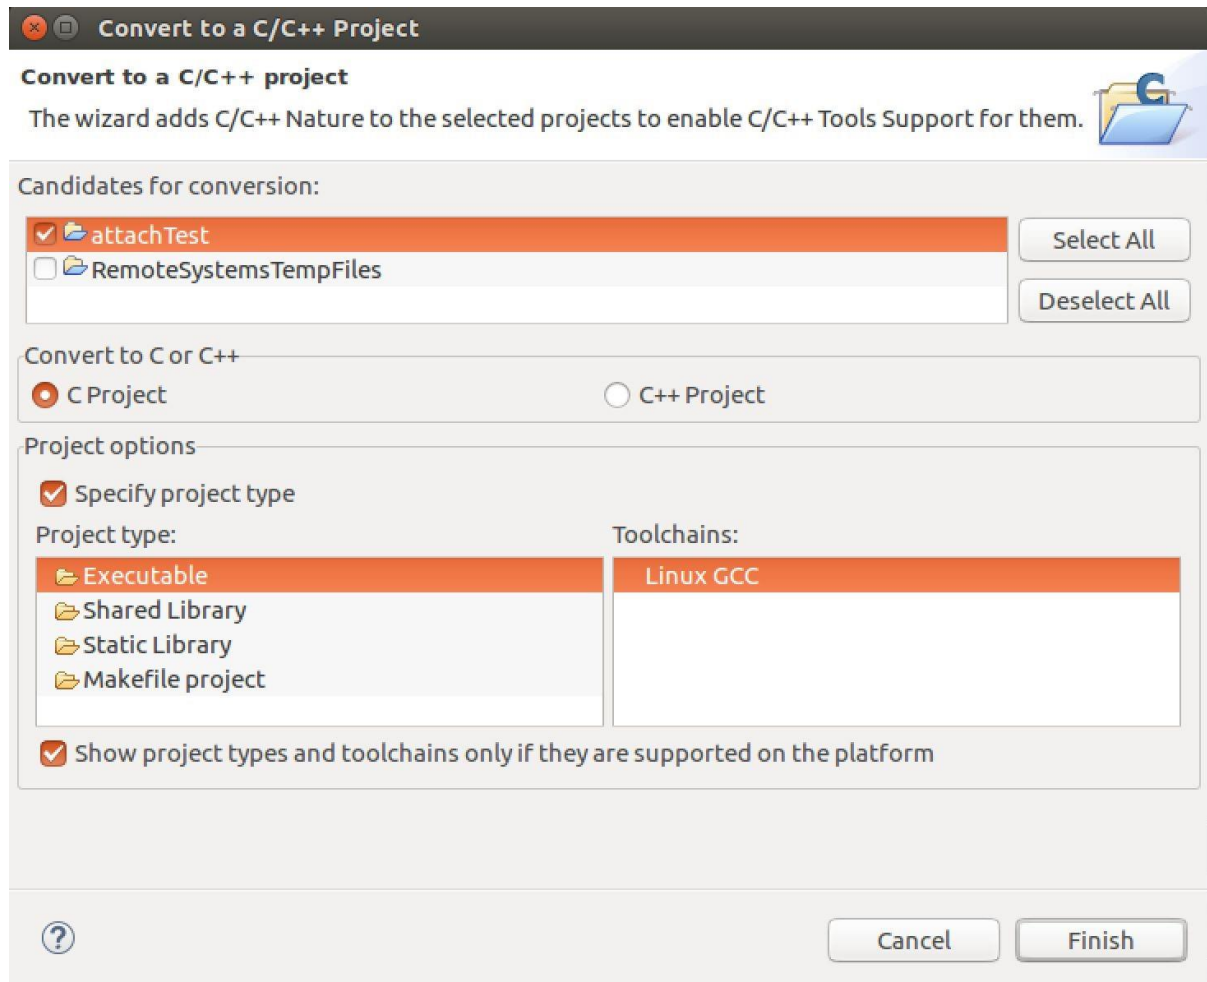 Convert to a C/C++ Project
Convert to a C/C++ project
The wizard adds C/C++ Nature to the selected projects to enable C/C++ Tools Support for them.
C
Candidates for conversion:
attachTest
Select All
RemoteSystemsTempFiles
Deselect All
Convert to C or C++
C Project
C++ Project
Project options
Specify project type
Project type:
Toolchains:
Executable
Linux GCC
Shared Library
Static Library
Makefile project
Show project types and toolchains only if they are supported on the platform
?
Cancel
Finish